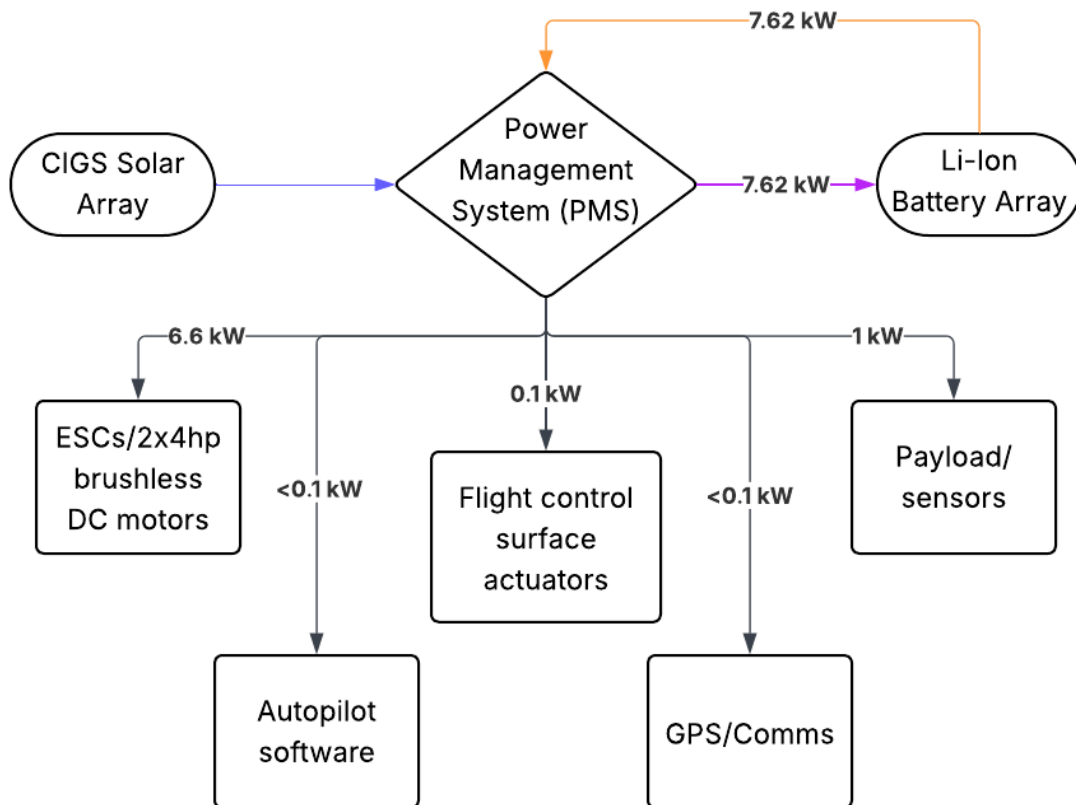 7.62 kW
CIGS Solar
Array
Power
Management
System (PMS)
7.62 kW
Li-Ion
Battery Array
6.6 kW
1 kW
0.1 kW
<0.1 kW
<0.1 kW
ESCs/2x4hp
brushless
DC motors
Flight control
surface
actuators
Payload/
sensors
Autopilot
software
GPS/Comms